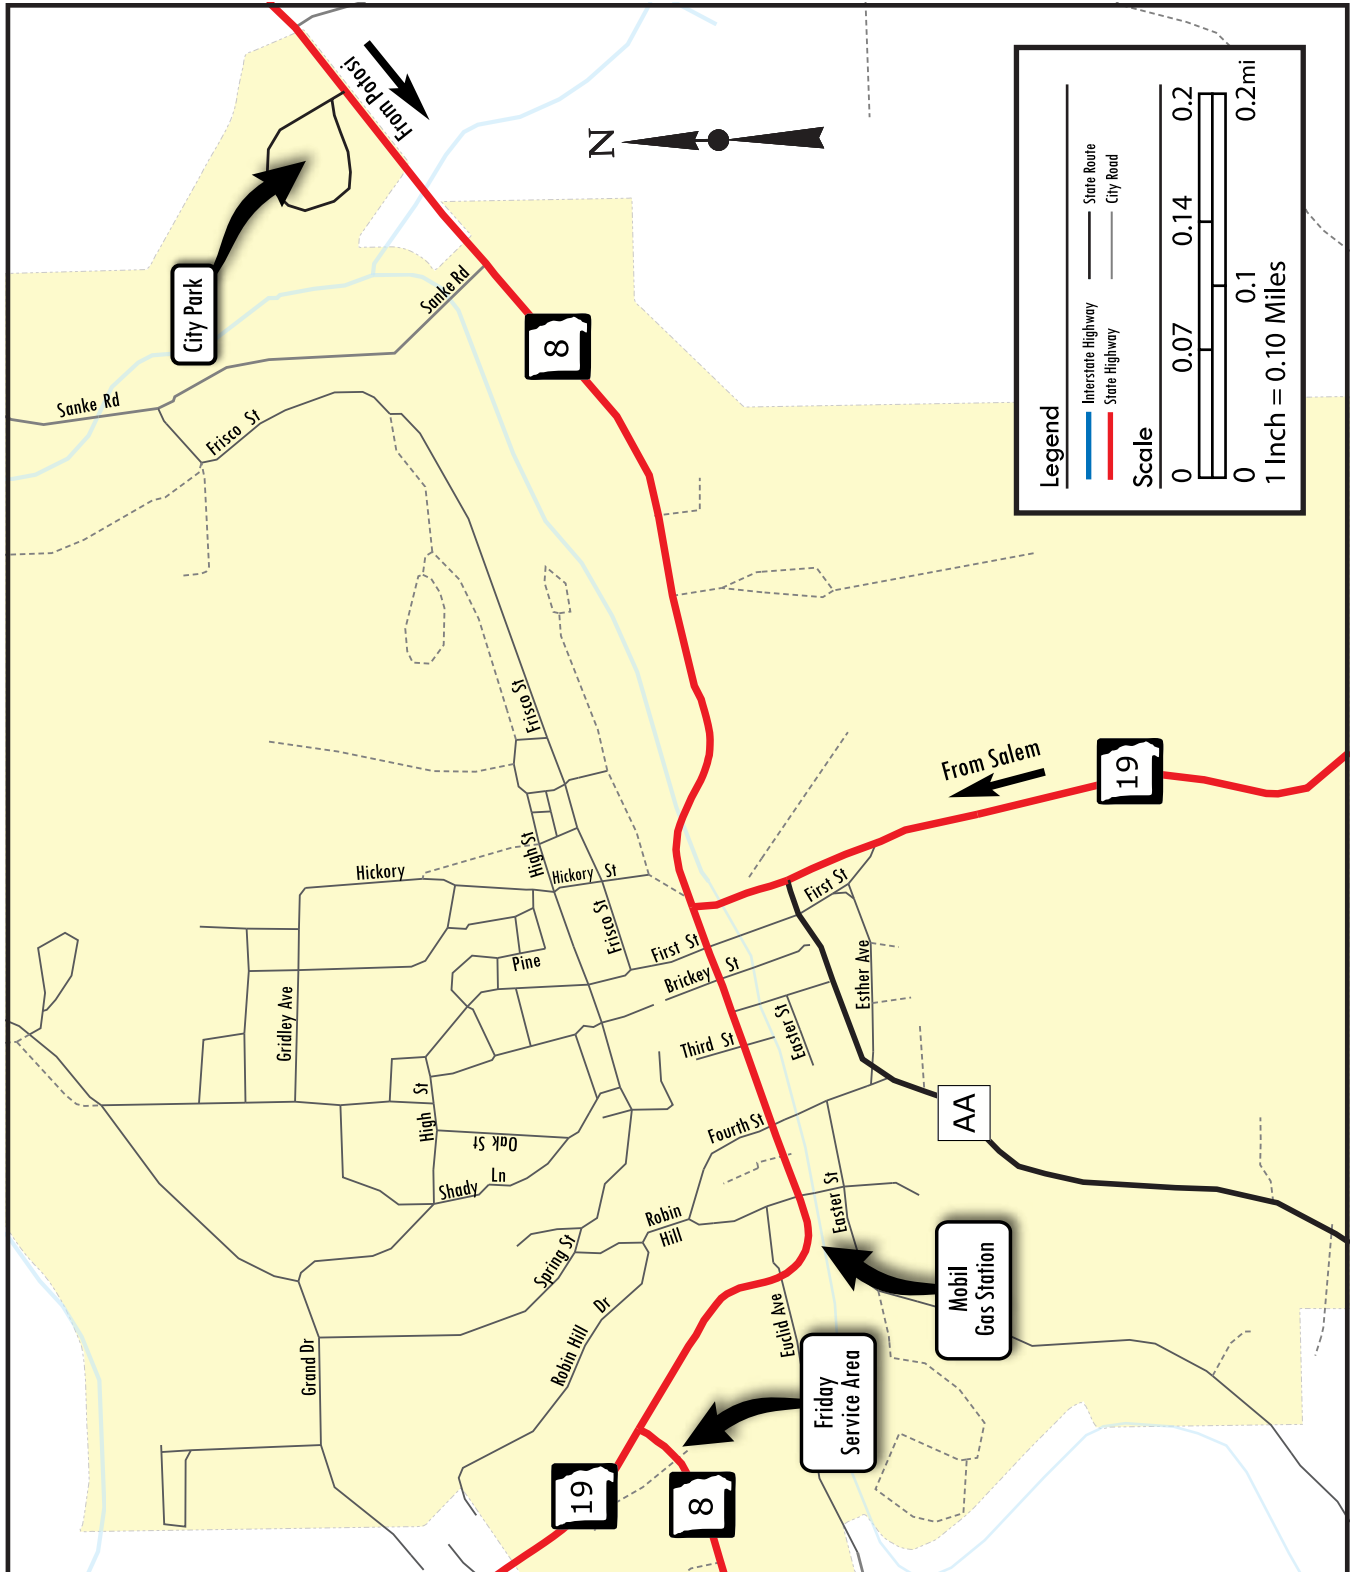 From Potosi
City Park
N
Sanke Rd
Sanke Rd
8
Frisco St
Legend
Interstate Highway
State Route
State Highway
City Road
Scale
0
0.07
0.14
0.2
0
0.1
0.2mi
1 Inch = 0.10 Miles
Frisco St
From Salem
19
High St
Hickory
Hickory St
Frisco St
First St
First St
Pine
Brickey St
Gridley Ave
Esther Ave
Easter St
Third St
High St
Oak St
Fourth St
AA
Shady Ln
Easter St
Robin
Hill
Spring St
Mobil
Gas Station
Robin Hill Dr
Euclid Ave
Grand Dr
Friday
Service Area
19
8